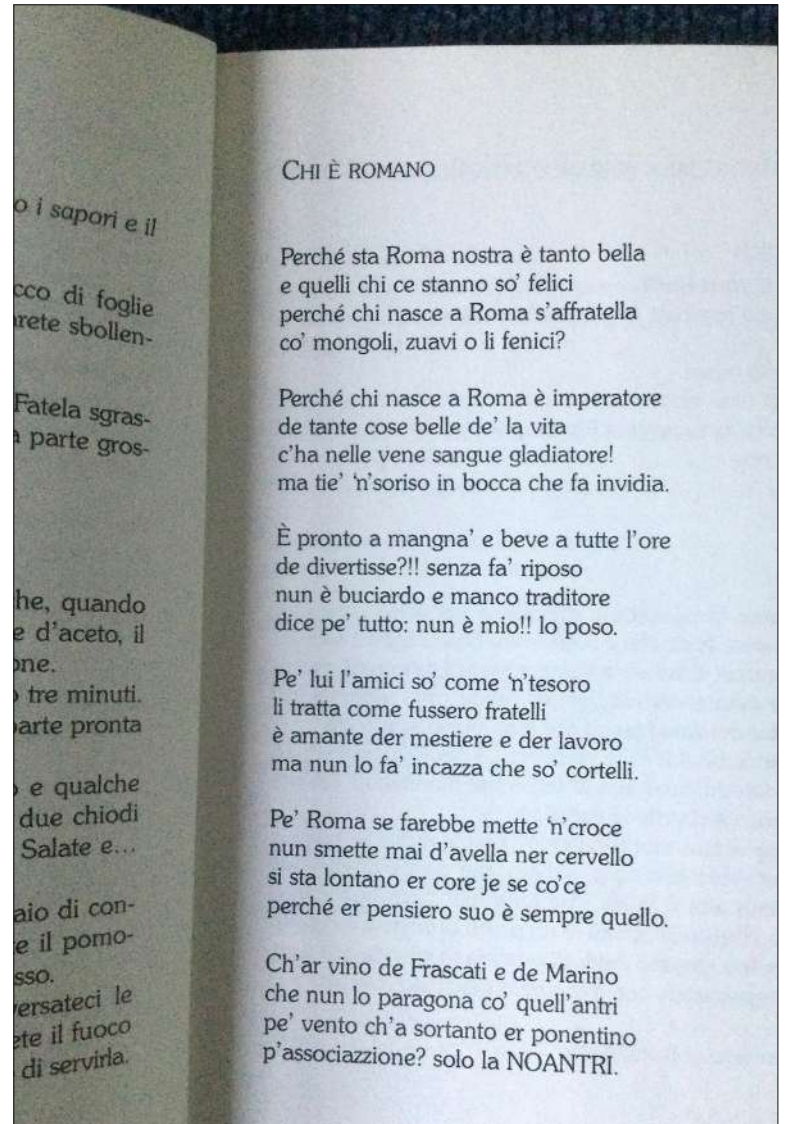 o i sapori e il
cco di foglie
rete sbollen-
Fatela sgras-
parte gros-
he, quando
e d'aceto, il
one.
tre minuti.
parte pronta
e qualche
due chiodi
Salate e...
aio di con-
e il pomo-
sso.
versateci le
ete il fuoco
di servirla.
CHI È ROMANO
Perché sta Roma nostra è tanto bella
e quelli chi ce stanno so' felici
perché chi nasce a Roma s'affratella
co' mongoli, zuavi o li fenici?
Perché chi nasce a Roma è imperatore
de tante cose belle de' la vita
c'ha nelle vene sangue gladiatore!
ma tie' 'n'soriso in bocca che fa invidia.
È pronto a mangna' e beve a tutte l'ore
de divertisse?!! senza fa' riposo
nun è buciardo e manco traditore
dice pe' tutto: nun è mio!! lo poso.
Pe' lui l'amici so' come 'n'tesoro
li tratta come fussero fratelli
è amante der mestiere e der lavoro
ma nun lo fa' incazza che so' cortelli.
Pe' Roma se farebbe mette 'n'croce
nun smette mai d'avella ner cervello
si sta lontano er core je se co'ce
perché er pensiero suo è sempre quello.
Ch'ar vino de Frascati e de Marino
che nun lo paragona co' quell'antri
pe' vento ch'a sortanto er ponentino
p'associazzione? solo la NOANTRI.